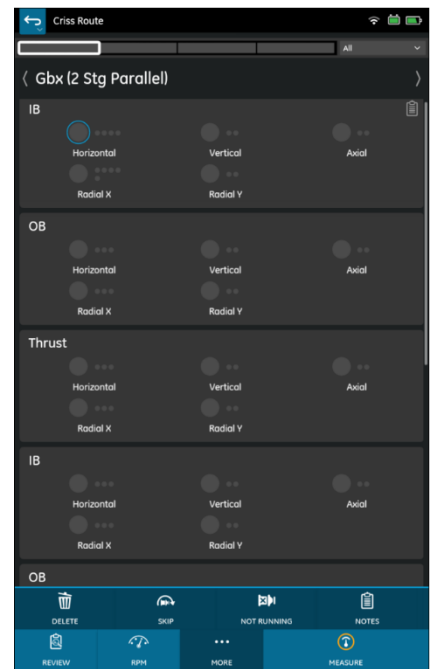 Criss Route
All
Gbx (2 Stg Parallel)
IB
Horizontal Vertical Axial
Radial X Radial Y
OB
Horizontal Vertical Axial
Radial X Radial Y
Thrust
Horizontal Vertical Axial
Radial X Radial Y
IB
Horizontal Vertical Axial
Radial X Radial Y
OB
DELETE SKIP NOT RUNNING NOTES
REVIEW RPM MORE MEASURE